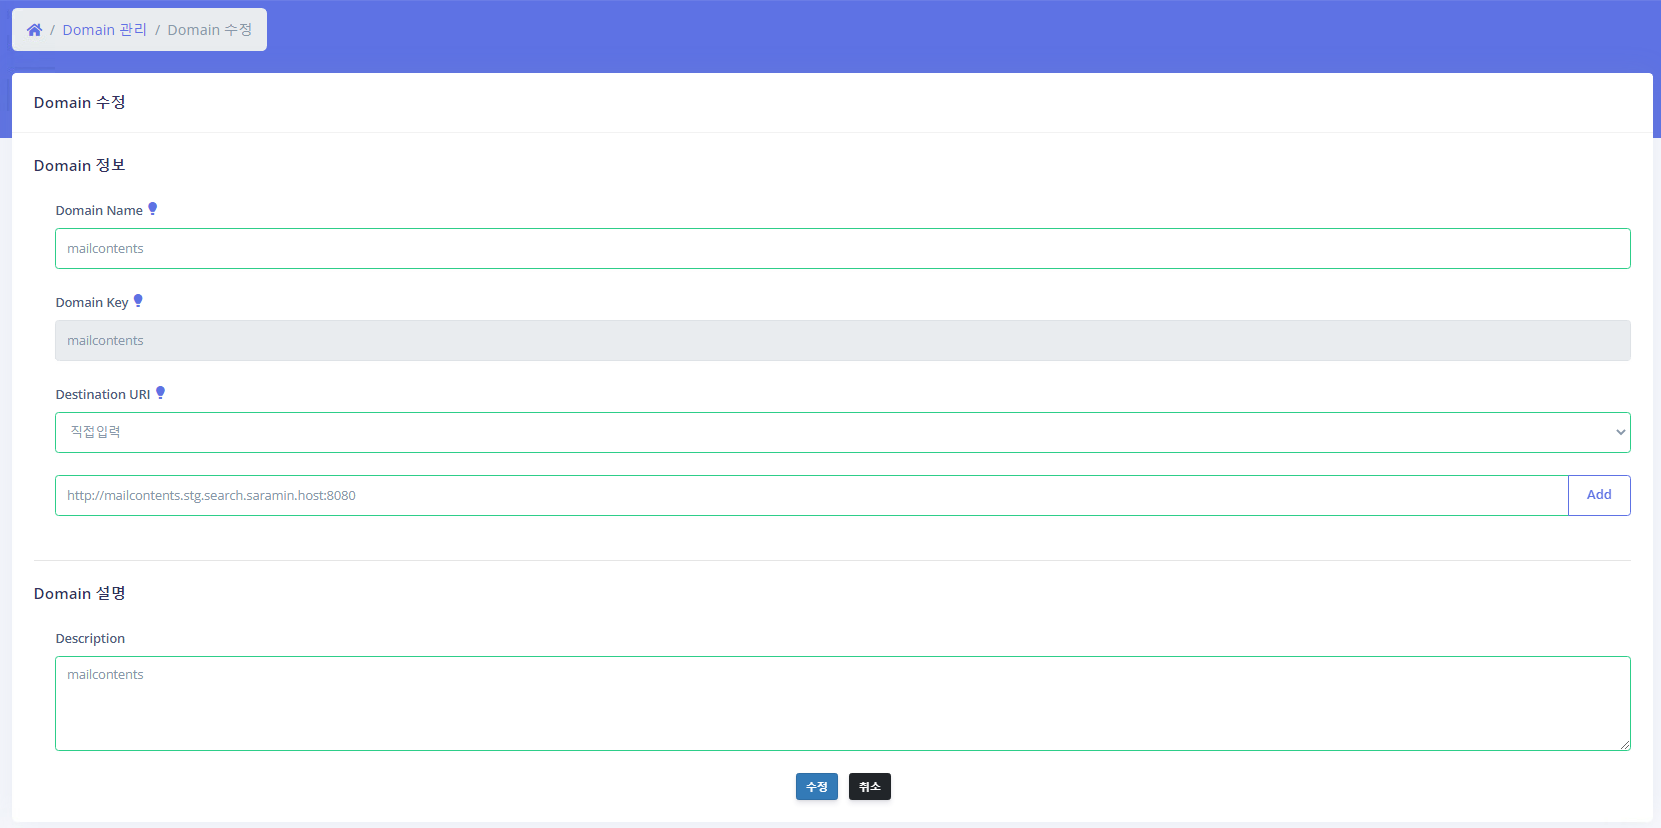 / Domain 관리 / Domain 수정
Domain 수정
Domain 정보
Domain Name
mailcontents
Domain Key
mailcontents
Destination URI
직접입력
http://mailcontents.stg.search.saramin.host:8080
Add
Domain 설명
Description
mailcontents
수정 취소